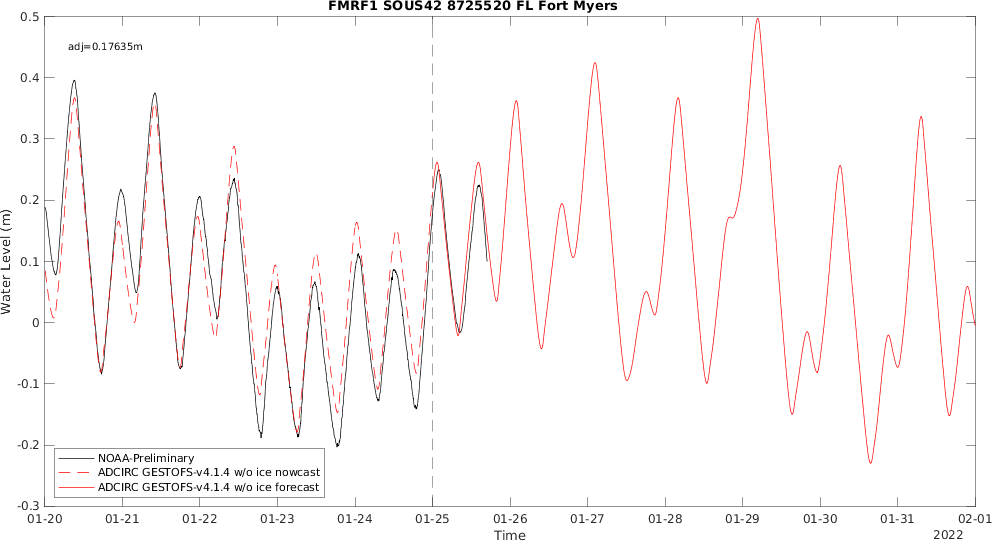 FMRF1 SOUS42 8725520 FL Fort Myers
0.5
adj=0.17635m
0.4
0.3
0.2
0.1
0
-0.1
-0.2
-0.3
Water Level (m)
NOAA-Preliminary
ADCIRC GESTOFS-v4.1.4 w/o ice nowcast
ADCIRC GESTOFS-v4.1.4 w/o ice forecast
01-20 01-21 01-22 01-23 01-24 01-25 01-26 01-27 01-28 01-29 01-30 01-31 02-01
Time
2022